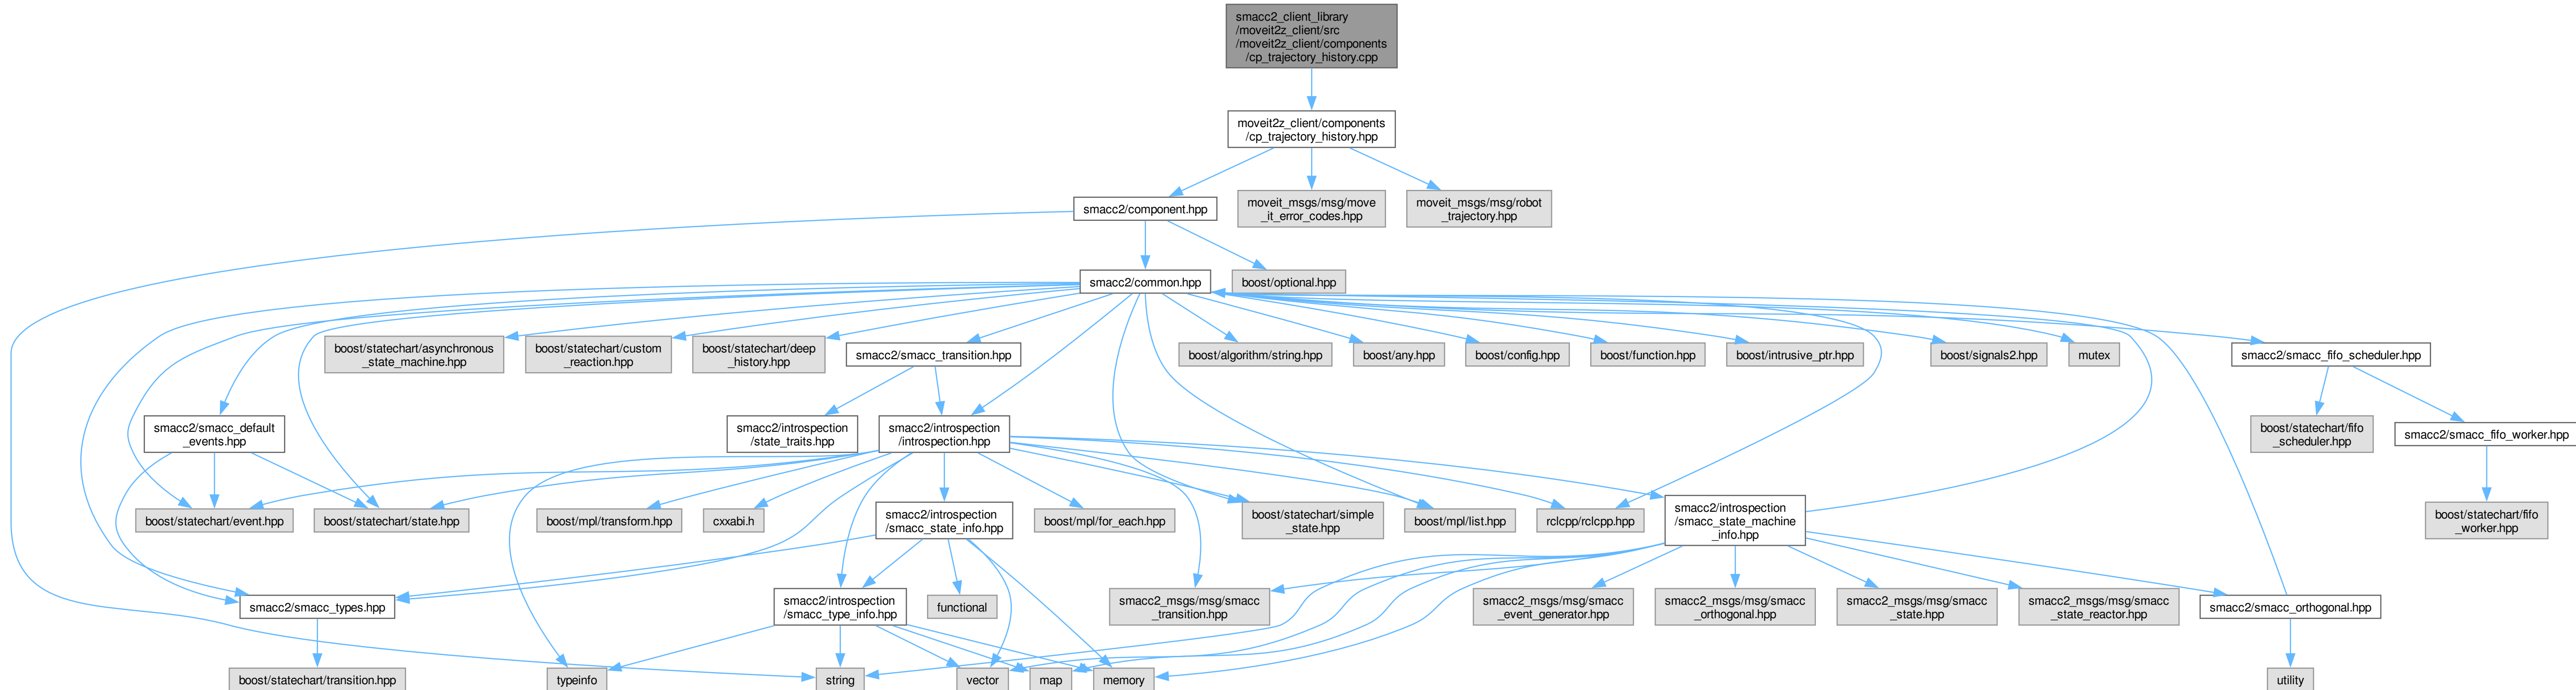 smacc2_client_library
/moveit2z_client/src
/moveit2z_client/components
/cp_trajectory_history.cpp
moveit2z_client/components
/cp_trajectory_history.hpp
smacc2/component.hpp
moveit_msgs/msg/move
_it_error_codes.hpp
moveit_msgs/msg/robot
_trajectory.hpp
smacc2/common.hpp
boost/optional.hpp
boost/statechart/asynchronous
_state_machine.hpp
boost/statechart/custom
_reaction.hpp
boost/statechart/deep
_history.hpp
smacc2/smacc_transition.hpp
boost/algorithm/string.hpp
boost/any.hpp
boost/config.hpp
boost/function.hpp
boost/intrusive_ptr.hpp
boost/signals2.hpp
mutex
smacc2/smacc_fifo_scheduler.hpp
smacc2/smacc_default
_events.hpp
smacc2/introspection
/state_traits.hpp
smacc2/introspection
/introspection.hpp
boost/statechart/fifo
_scheduler.hpp
smacc2/smacc_fifo_worker.hpp
boost/statechart/event.hpp
boost/statechart/state.hpp
boost/mpl/transform.hpp
cxxabi.h
smacc2/introspection
/smacc_state_info.hpp
boost/mpl/for_each.hpp
boost/statechart/simple
_state.hpp
boost/mpl/list.hpp
rclcpp/rclcpp.hpp
smacc2/introspection
/smacc_state_machine
_info.hpp
boost/statechart/fifo
_worker.hpp
smacc2/smacc_types.hpp
smacc2/introspection
/smacc_type_info.hpp
functional
smacc2_msgs/msg/smacc
_transition.hpp
smacc2_msgs/msg/smacc
_event_generator.hpp
smacc2_msgs/msg/smacc
_orthogonal.hpp
smacc2_msgs/msg/smacc
_state.hpp
smacc2_msgs/msg/smacc
_state_reactor.hpp
smacc2/smacc_orthogonal.hpp
boost/statechart/transition.hpp
typeinfo
string
vector
map
memory
utility